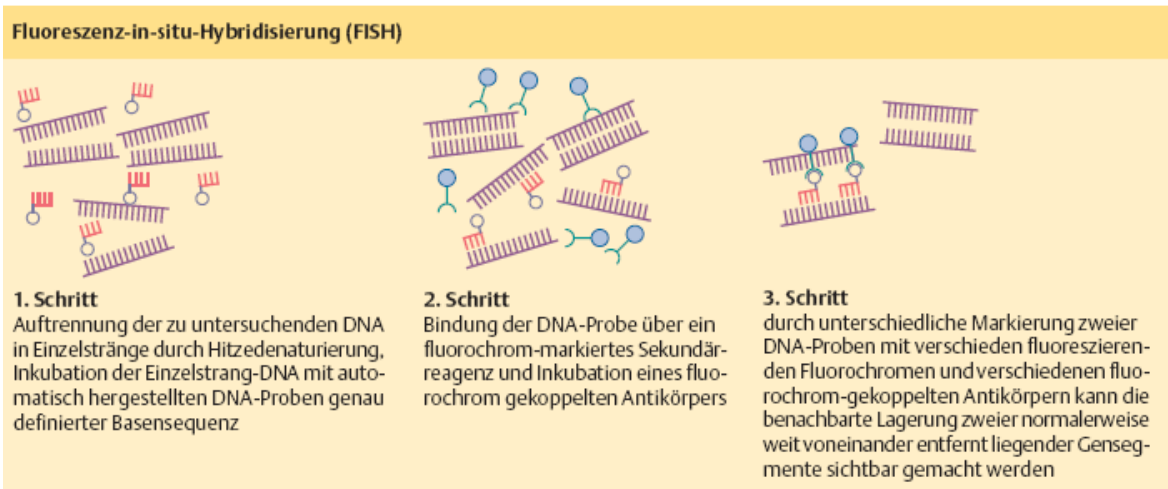 Fluoreszenz-in-situ-Hybridisierung (FISH)
1. Schritt
Auftrennung der zu untersuchenden DNA
in Einzelstränge durch Hitzedenaturierung,
Inkubation der Einzelstrang-DNA mit auto-
matisch hergestellten DNA-Proben genau
definierter Basensequenz
2. Schritt
Bindung der DNA-Probe über ein
fluorochrom-markiertes Sekundär-
reagenz und Inkubation eines fluo-
rochrom gekoppelten Antikörpers
3. Schritt
durch unterschiedliche Markierung zweier
DNA-Proben mit verschieden fluoreszieren-
den Fluorochromen und verschiedenen fluo-
rochrom-gekoppelten Antikörpern kann die
benachbarte Lagerung zweier normalerweise
weit voneinander entfernt liegender Genseg-
mente sichtbar gemacht werden